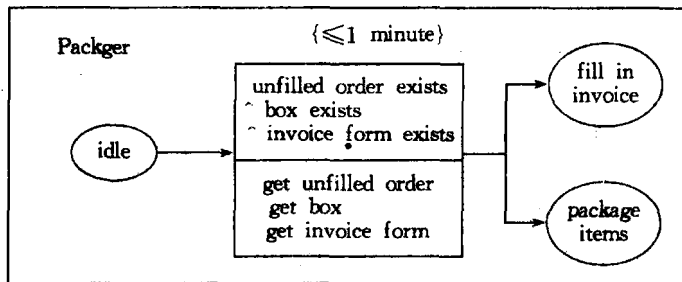 Packger
{≤1 minute}
unfilled order exists
^ box exists
^ invoice form exists
idle
get unfilled order
get box
get invoice form
fill in
invoice
package
items